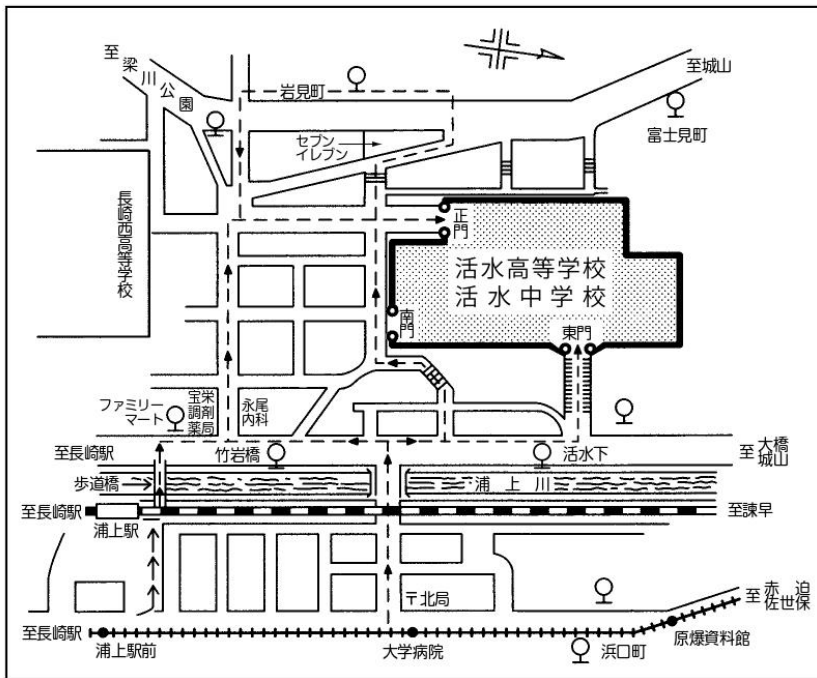 至梁川公園
岩見町
至城山
富士見町
セブン
イレブン
長崎西高等学校
正門
活水高等学校
活水中学校
南門
東門
ファミリー
マート
宝栄
調剤
薬局
永尾
内科
至長崎駅
竹岩橋
活水下
至大橋
城山
歩道橋
浦上川
至長崎駅
浦上駅
至諫早
〒北局
至赤迫
佐世保
至長崎駅
浦上駅前
大学病院
浜口町
原爆資料館